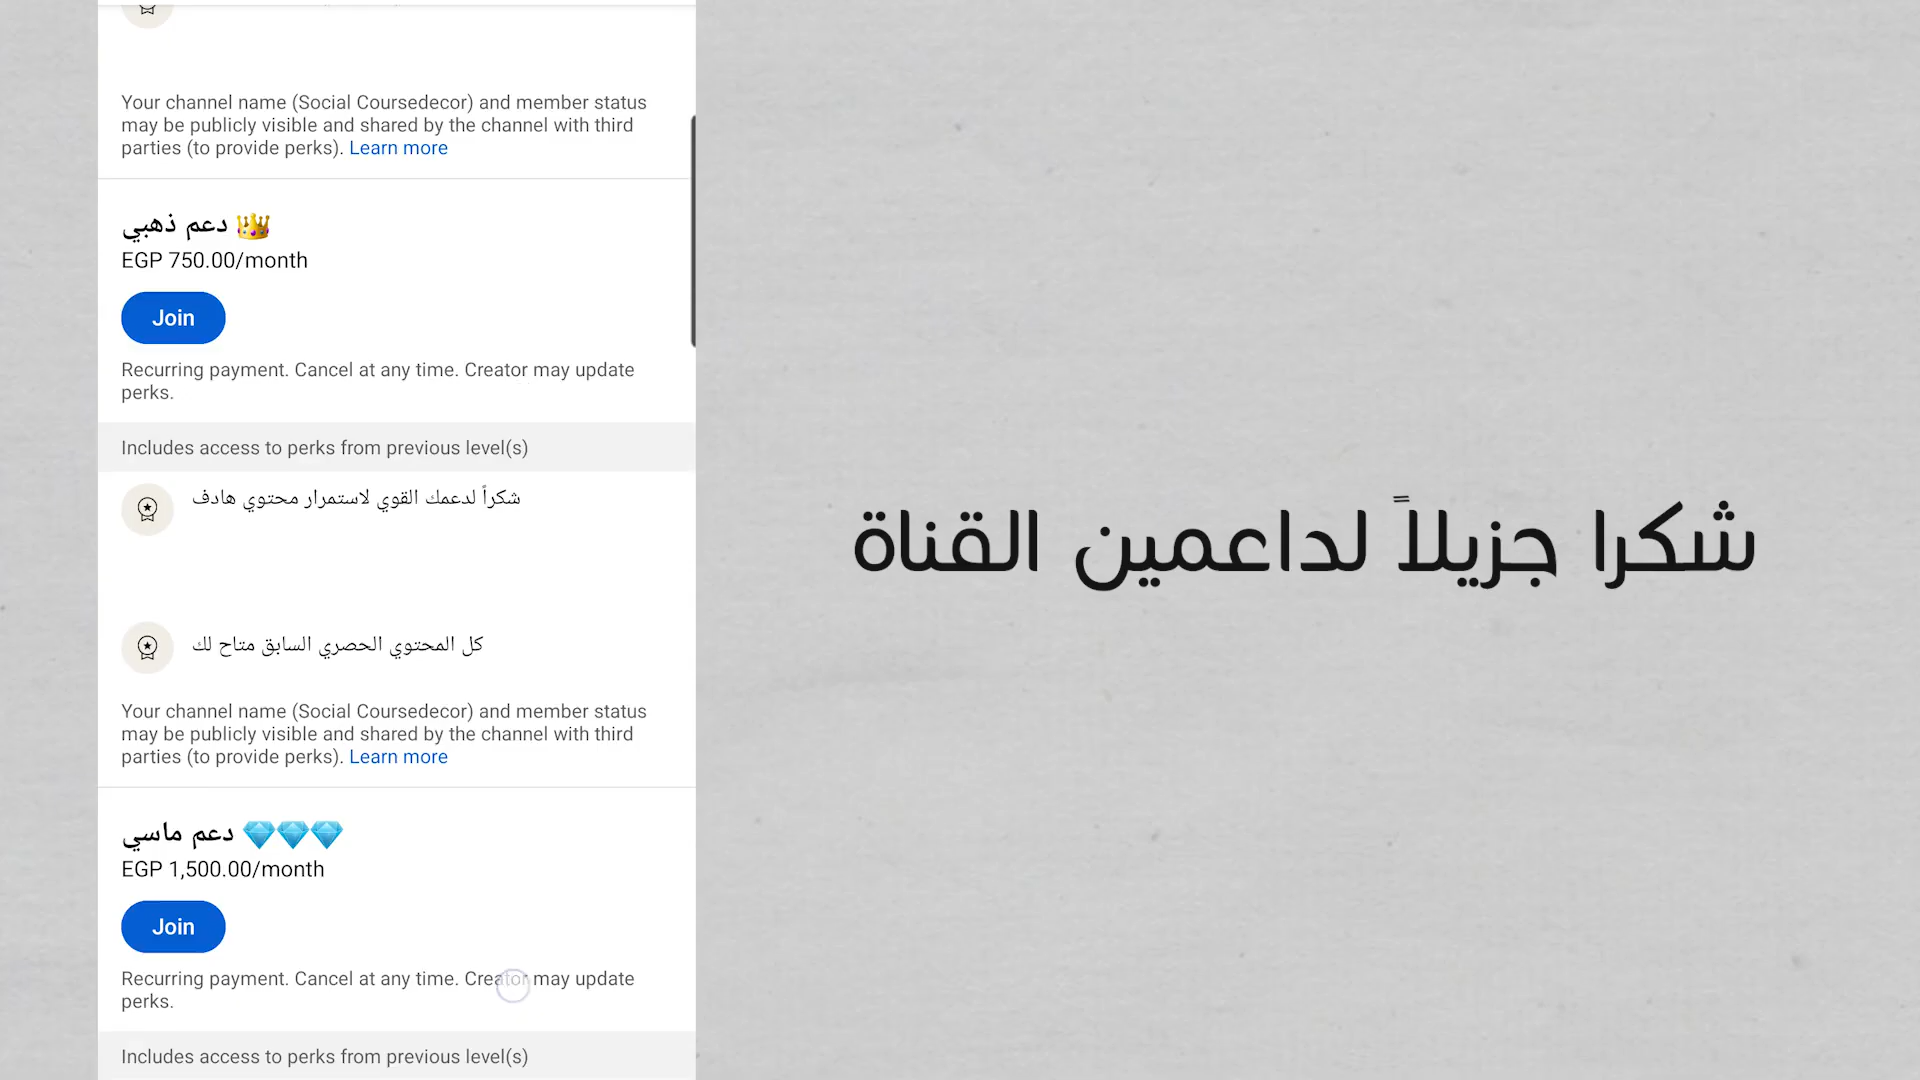 Your channel name (Social Coursedecor) and member status
may be publicly visible and shared by the channel with third
parties (to provide perks). Learn more
دعم ذهبي 👑
EGP 750.00/month
Join
Recurring payment. Cancel at any time. Creator may update
perks.
Includes access to perks from previous level(s)
شكراً لدعمك القوي لاستمرار محتوي هادف
كل المحتوي الحصري السابق متاح لك
Your channel name (Social Coursedecor) and member status
may be publicly visible and shared by the channel with third
parties (to provide perks). Learn more
دعم ماسي 💎💎💎
EGP 1,500.00/month
Join
Recurring payment. Cancel at any time. Creator may update
perks.
Includes access to perks from previous level(s)
شكرا جزيلاً لداعمين القناة